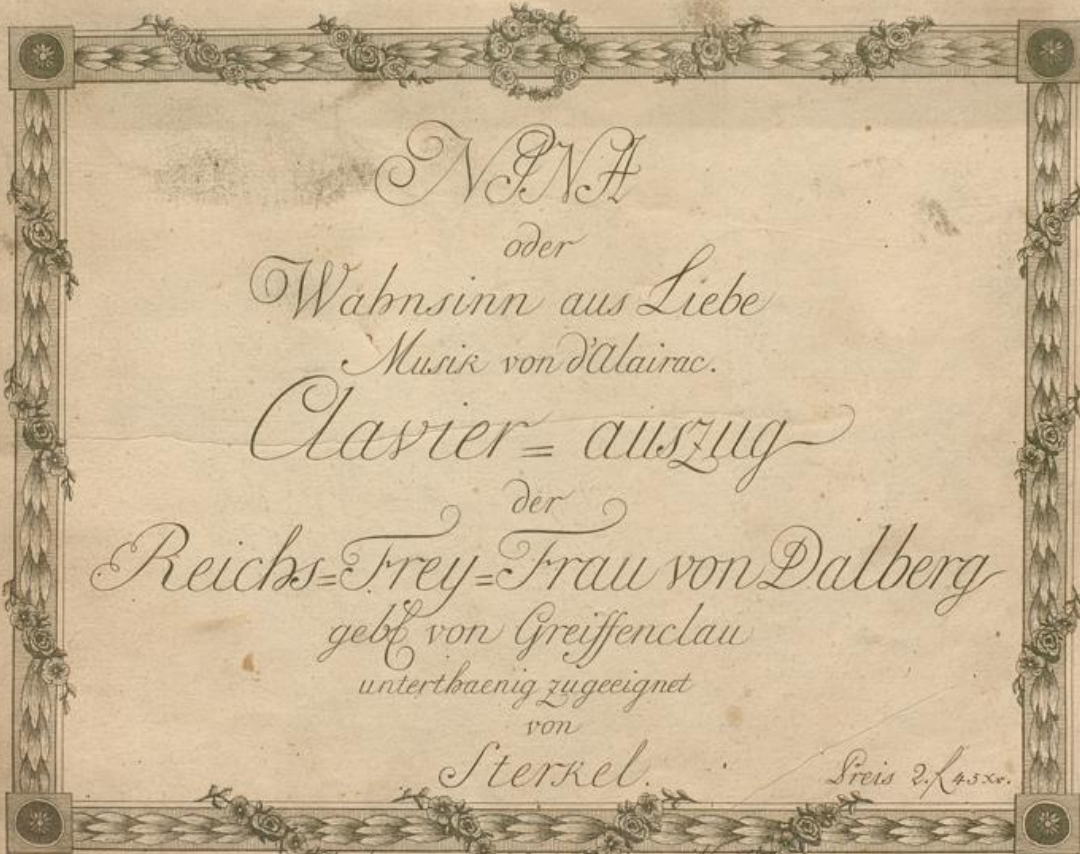 NINA
oder
Wahnsinn aus Liebe
Musik von d'Alairac.
Clavier= auszug
der
Reichs=Frey=Frau von Dalberg
geb von Greiffenclau
unterthaenig zugeeignet
von
Sterkel.
Preis 2.f 45 xr.